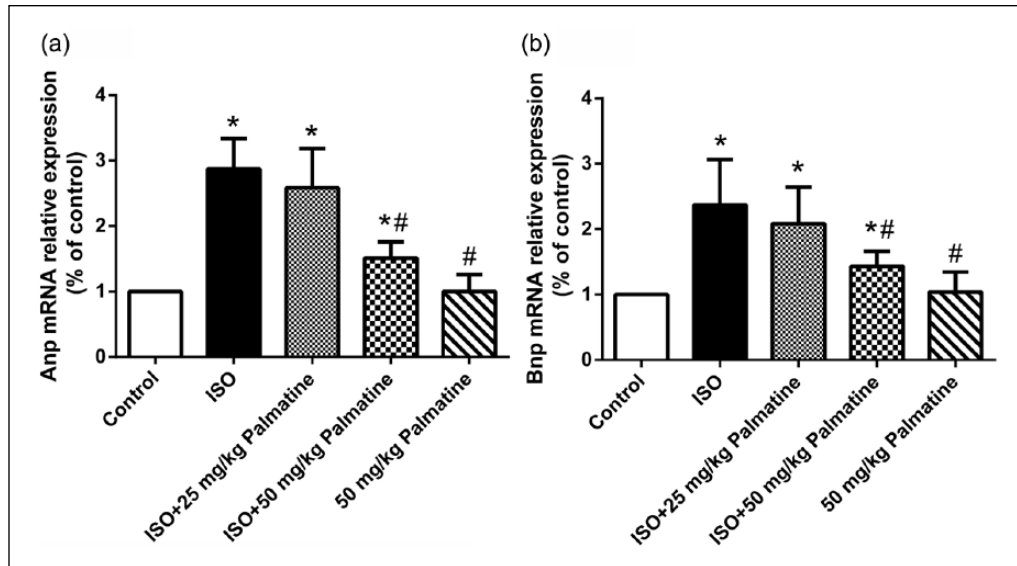 (a)
Anp mRNA relative expression
(% of control)
4
3
2
1
0
*
*
*#
#
Control
ISO
ISO+25 mg/kg Palmatine
ISO+50 mg/kg Palmatine
50 mg/kg Palmatine
(b)
Bnp mRNA relative expression
(% of control)
4
3
2
1
0
*
*
*#
#
Control
ISO
ISO+25 mg/kg Palmatine
ISO+50 mg/kg Palmatine
50 mg/kg Palmatine